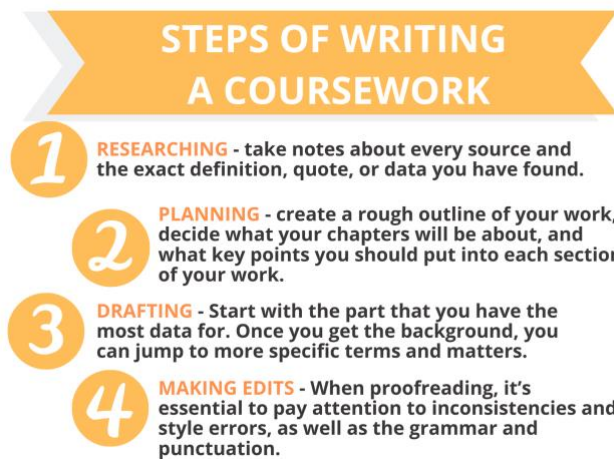 STEPS OF WRITING
A COURSEWORK
1 RESEARCHING - take notes about every source and
the exact definition, quote, or data you have found.
2 PLANNING - create a rough outline of your work,
decide what your chapters will be about, and
what key points you should put into each section
of your work.
3 DRAFTING - Start with the part that you have the
most data for. Once you get the background, you
can jump to more specific terms and matters.
4 MAKING EDITS - When proofreading, it's
essential to pay attention to inconsistencies and
style errors, as well as the grammar and
punctuation.